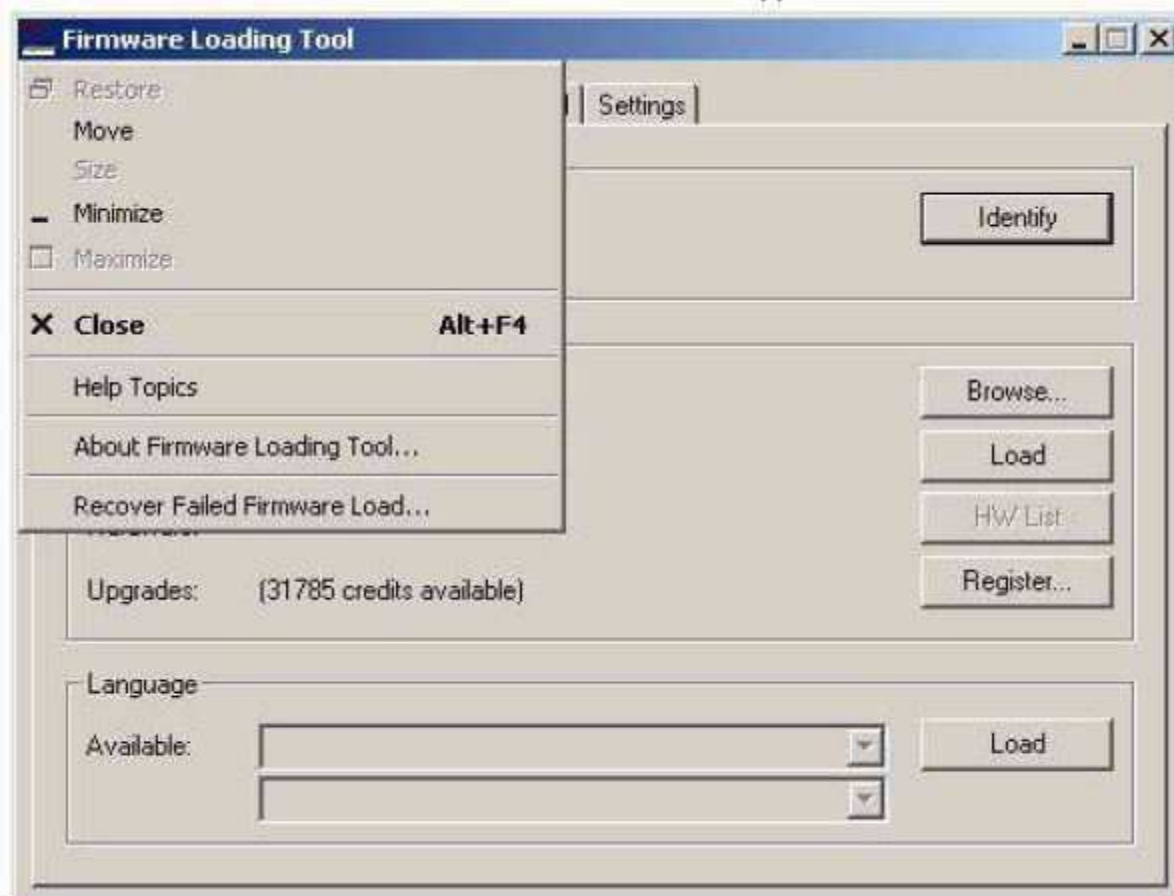 Firmware Loading Tool
Restore
Move
Size
Minimize
Maximize
Close Alt+F4
Help Topics
About Firmware Loading Tool...
Recover Failed Firmware Load...
Settings
Identify
Browse...
Load
HW List
Register...
Upgrades: (31785 credits available)
Language
Available:
Load